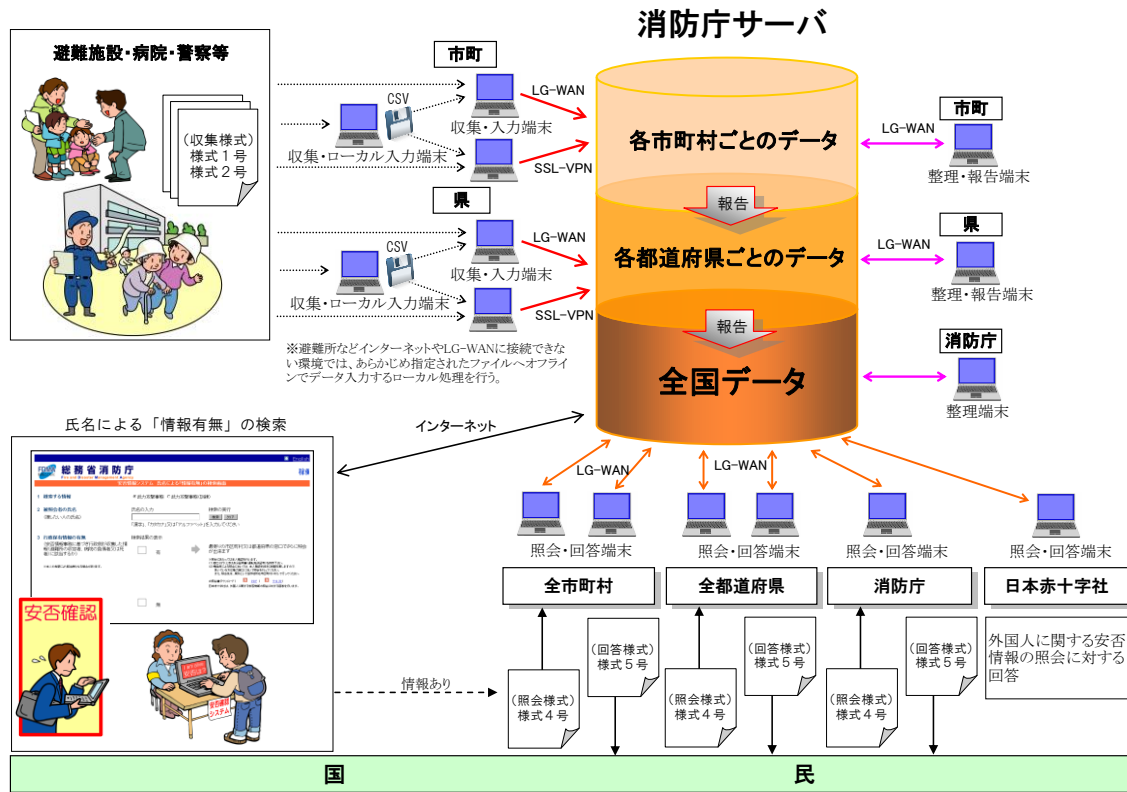 消防庁サーバ
避難施設・病院・警察等
(収集様式)
様式1号
様式2号
市町
CSV
収集・ローカル入力端末
収集・入力端末
LG-WAN
SSL-VPN
県
CSV
収集・ローカル入力端末
収集・入力端末
LG-WAN
SSL-VPN
※避難所などインターネットやLG-WANに接続できな
い環境では、あらかじめ指定されたファイルへオフライ
ンでデータ入力するローカル処理を行う。
各市町村ごとのデータ
報告
各都道府県ごとのデータ
報告
全国データ
LG-WAN
市町
整理・報告端末
LG-WAN
県
整理・報告端末
消防庁
整理端末
氏名による「情報有無」の検索
インターネット
English
総務省消防庁
安否確認
安否確認
システム
情報あり
LG-WAN
LG-WAN
照会・回答端末
照会・回答端末
照会・回答端末
照会・回答端末
全市町村
全都道府県
消防庁
日本赤十字社
(回答様式)
様式5号
(照会様式)
様式4号
(回答様式)
様式5号
(照会様式)
様式4号
(回答様式)
様式5号
(照会様式)
様式4号
外国人に関する安否
情報の照会に対する
回答
国 民